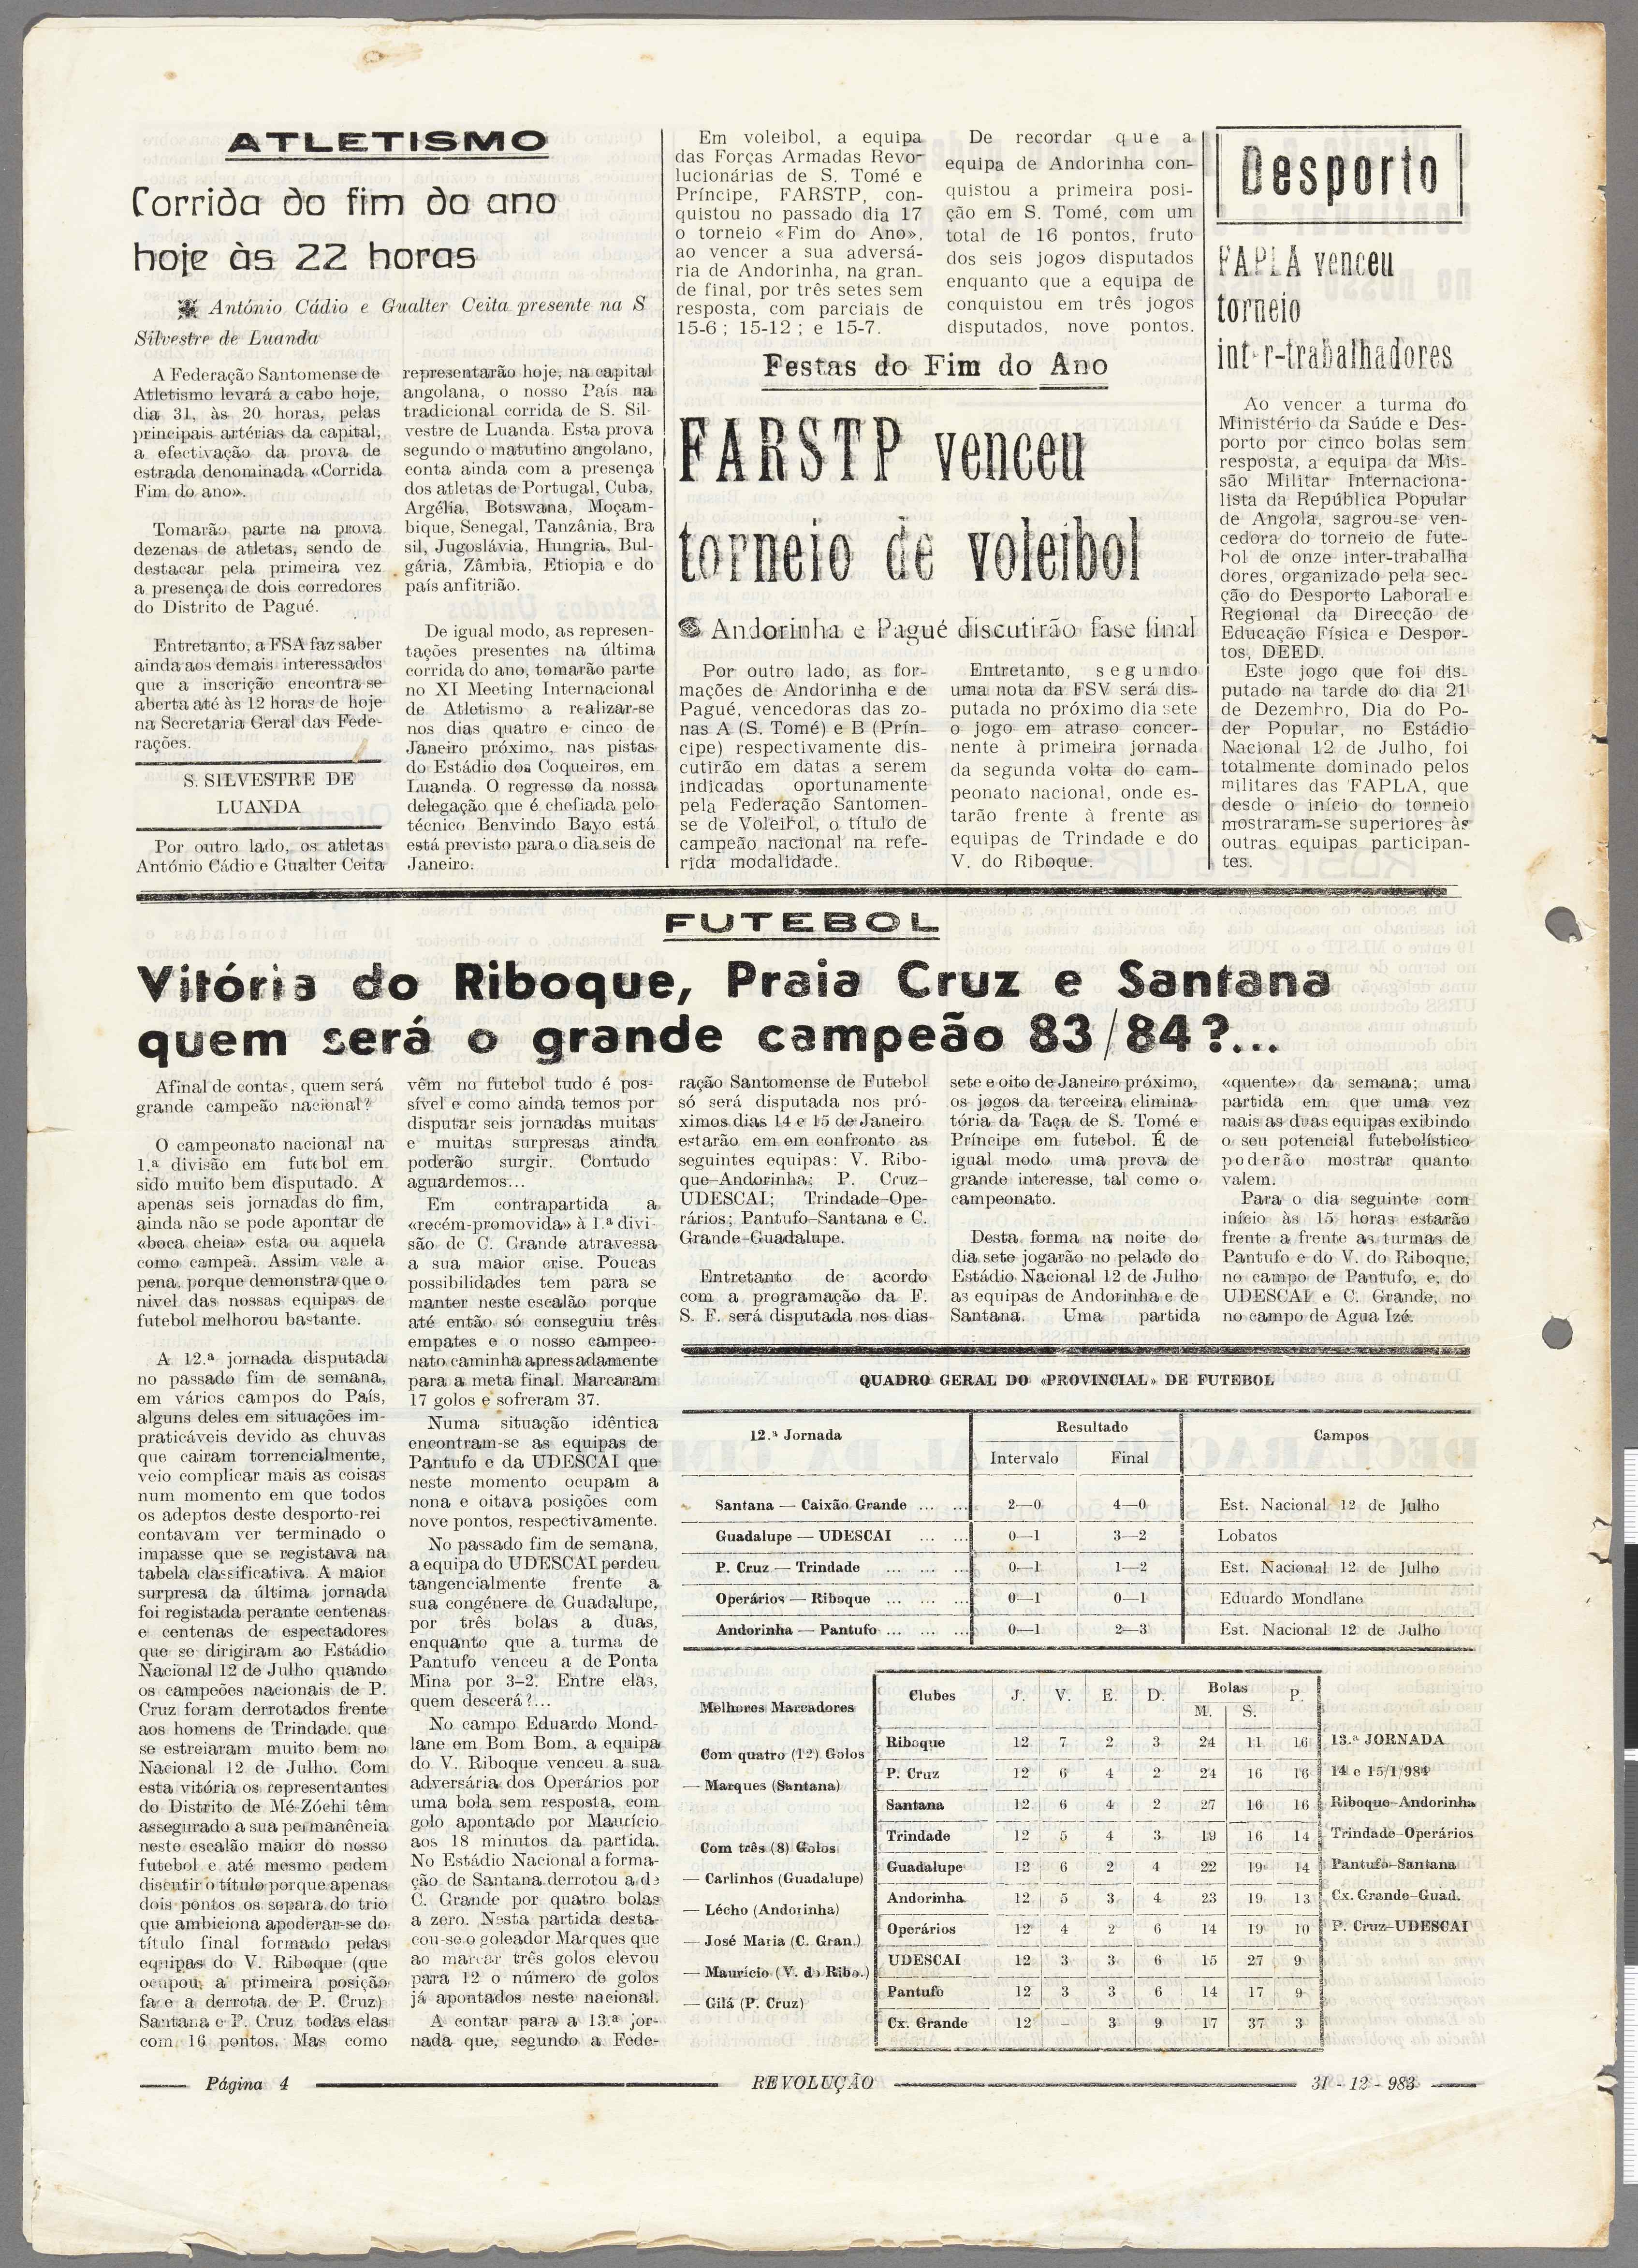 ATLETISMO
Corrida do fim do ano
hoje às 22 horas
António Cádio e Gualter Ceita presente na S
Silvestre de Luanda
A Federação Santomense de
Atletismo levará a cabo hoje,
dia 31, às 20 horas, pelas
principais artérias da capital,
a efectivação da prova de
estrada denominada «Corrida
Fim do ano».
Tomarão parte na prova
dezenas de atletas, sendo de
destacar pela primeira vez
a presença de dois corredores
do Distrito de Pagué.
Entretanto, a FSA faz saber
ainda aos demais interessados
que a inscrição encontra-se
aberta até às 12 horas de hoje
na Secretaria Geral das Fede-
rações.
S. SILVESTRE DE
LUANDA
Por outro lado, os atletas
António Cádio e Gualter Ceita
representarão hoje, na capital
angolana, o nosso País na
tradicional corrida de S. Sil-
vestre de Luanda. Esta prova
segundo o matutino angolano,
conta ainda com a presença
dos atletas de Portugal, Cuba,
Argélia, Botswana, Moçam-
bique, Senegal, Tanzânia, Bra
sil, Jugoslávia, Hungria, Bul-
gária, Zâmbia, Etiopia e do
país anfitrião.
De igual modo, as represen-
tações presentes na última
corrida do ano, tomarão parte
no XI Meeting Internacional
de Atletismo a realizar-se
nos dias quatro e cinco de
Janeiro próximo, nas pistas
do Estádio dos Coqueiros, em
Luanda. O regresso da nossa
delegação que é chefiada pelo
técnico Benvindo Bayo está
está previsto para o dia seis de
Janeiro.
Em voleibol, a equipa
das Forças Armadas Revo-
lucionárias de S. Tomé e
Príncipe, FARSTP, con-
quistou no passado dia 17
o torneio «Fim do Ano»,
ao vencer a sua adversá-
ria de Andorinha, na gran-
de final, por três setes sem
resposta, com parciais de
15-6 ; 15-12 ; e 15-7.
De recordar que a
equipa de Andorinha con-
quistou a primeira posi-
ção em S. Tomé, com um
total de 16 pontos, fruto
dos seis jogos disputados
enquanto que a equipa de
conquistou em três jogos
disputados, nove pontos.
Festas do Fim do Ano
FARSTP venceu
torneio de voleibol
Andorinha e Pagué discutirão fase final
Por outro lado, as for-
mações de Andorinha e de
Pagué, vencedoras das zo-
nas A (S. Tomé) e B (Prín-
cipe) respectivamente dis-
cutirão em datas a serem
indicadas oportunamente
pela Federação Santomen-
se de Voleibol, o título de
campeão nacional na refe-
rida modalidade.
Entretanto, segundo
uma nota da FSV será dis-
putada no próximo dia sete
o jogo em atraso concer-
nente à primeira jornada
da segunda volta do cam-
peonato nacional, onde es-
tarão frente à frente as
equipas de Trindade e do
V. do Riboque.
Desporto
FAPLA venceu
torneio
int r-trabalhadores
Ao vencer a turma do
Ministério da Saúde e Des-
porto por cinco bolas sem
resposta, a equipa da Mis-
são Militar Internaciona-
lista da República Popular
de Angola, sagrou-se ven-
cedora do torneio de fute-
bol de onze inter-trabalha
dores, organizado pela sec-
ção do Desporto Laboral e
Regional da Direcção de
Educação Física e Despor-
tos, DEED.
Este jogo que foi dis-
putado na tarde do dia 21
de Dezembro, Dia do Po-
der Popular, no Estádio
Nacional 12 de Julho, foi
totalmente dominado pelos
militares das FAPLA, que
desde o início do torneio
mostraram-se superiores às
outras equipas participan-
tes.
FUTEBOL
Vitória do Riboque, Praia Cruz e Santana
quem será o grande campeão 83/84?...
Afinal de contas, quem será
grande campeão nacional?
O campeonato nacional na
1.ª divisão em futebol em
sido muito bem disputado. A
apenas seis jornadas do fim,
ainda não se pode apontar de
«boca cheia» esta ou aquela
como campeã. Assim vale a
pena, porque demonstra que o
nivel das nossas equipas de
futebol melhorou bastante.
A 12.ª jornada disputada
no passado fim de semana,
em vários campos do País,
alguns deles em situações im-
praticáveis devido as chuvas
que cairam torrencialmente,
veio complicar mais as coisas
num momento em que todos
os adeptos deste desporto-rei
contavam ver terminado o
impasse que se registava na
tabela classificativa. A maior
surpresa da última jornada
foi registada perante centenas
e centenas de espectadores
que se dirigiram ao Estádio
Nacional 12 de Julho quando
os campeões nacionais de P.
Cruz foram derrotados frente
aos homens de Trindade, que
se estreiaram muito bem no
Nacional 12 de Julho. Com
esta vitória os representantes
do Distrito de Mé-Zóchi têm
assegurado a sua permanência
neste escalão maior do nosso
futebol e até mesmo podem
discutir o título porque apenas
dois pontos os separa do trio
que ambiciona apoderar-se do
título final formado pelas
equipas do V. Riboque (que
ocupou a primeira posição
face a derrota de P. Cruz)
Santana e P. Cruz todas elas
com 16 pontos. Mas como
vêm no futebol tudo é pos-
sível e como ainda temos por
disputar seis jornadas muitas
e muitas surpresas ainda
poderão surgir. Contudo
aguardemos...
Em contrapartida a
«recém-promovida» à 1.ª divi-
são de C. Grande atravessa
a sua maior crise. Poucas
possibilidades tem para se
manter neste escalão porque
até então só conseguiu três
empates e o nosso campeo-
nato caminha apressadamente
para a meta final. Marcaram
17 golos e sofreram 37.
Numa situação idêntica
encontram-se as equipas de
Pantufo e da UDESCAI que
neste momento ocupam a
nona e oitava posições com
nove pontos, respectivamente.
No passado fim de semana,
a equipa do UDESCAI perdeu
tangencialmente frente a
sua congénere de Guadalupe,
por três bolas a duas,
enquanto que a turma de
Pantufo venceu a de Ponta
Mina por 3-2. Entre elas,
quem descerá?...
No campo Eduardo Mond-
lane em Bom Bom, a equipa
do V. Riboque venceu a sua
adversária dos Operários por
uma bola sem resposta, com
golo apontado por Maurício
aos 18 minutos da partida.
No Estádio Nacional a forma-
ção de Santana derrotou a de
C. Grande por quatro bolas
a zero. Nesta partida desta-
cou-se o goleador Marques que
ao marcar três golos elevou
para 12 o número de golos
já apontados neste nacional.
A contar para a 13.ª jor-
nada que, segundo a Fede-
ração Santomense de Futebol
só será disputada nos pró-
ximos dias 14 e 15 de Janeiro
estarão em em confronto as
seguintes equipas: V. Ribo-
que-Andorinha; P. Cruz-
UDESCAI; Trindade-Ope-
rários; Pantufo-Santana e C.
Grande-Guadalupe.
Entretanto de acordo
com a programação da F.
S. F. será disputada nos dias
sete e oito de Janeiro próximo,
os jogos da terceira elimina-
tória da Taça de S. Tomé e
Príncipe em futebol. É de
igual modo uma prova de
grande interesse, tal como o
campeonato.
Desta forma na noite do
dia sete jogarão no pelado do
Estádio Nacional 12 de Julho
as equipas de Andorinha e de
Santana. Uma partida
«quente» da semana; uma
partida em que uma vez
mais as duas equipas exibindo
o seu potencial futebolístico
poderão mostrar quanto
valem.
Para o dia seguinte com
início às 15 horas estarão
frente a frente as turmas de
Pantufo e do V. do Riboque,
no campo de Pantufo, e, do
UDESCAI e C. Grande, no
no campo de Agua Izé.
QUADRO GERAL DO «PROVINCIAL» DE FUTEBOL
12.ª Jornada Resultado Campos
Intervalo Final
Santana — Caixão Grande ... ... 2—0 4—0 Est. Nacional 12 de Julho
Guadalupe — UDESCAI ... ... 0—1 3—2 Lobatos
P. Cruz — Trindade ... ... ... 0—1 1—2 Est. Nacional 12 de Julho
Operários — Riboque ... ... ... 0—1 0—1 Eduardo Mondlane
Andorinha — Pantufo ... ... ... 0—1 2—3 Est. Nacional 12 de Julho
Melhores Marcadores
Com quatro (12) Golos
— Marques (Santana)
Com três (8) Golos
— Carlinhos (Guadalupe)
— Lécho (Andorinha)
— José Maria (C. Gran.)
— Maurício (V. do Ribo.)
— Gilá (P. Cruz)
Clubes J. V. E. D. Bolas P.
M. S.
Riboque 12 7 2 3 24 11 16
P. Cruz 12 6 4 2 24 16 16
Santana 12 6 4 2 27 16 16
Trindade 12 5 4 3 19 16 14
Guadalupe 12 6 2 4 22 19 14
Andorinha 12 5 3 4 23 19 13
Operários 12 4 2 6 14 19 10
UDESCAI 12 3 3 6 15 27 9
Pantufo 12 3 3 6 14 17 9
Cx. Grande 12 – 3 9 17 37 3
13.ª JORNADA
14 e 15/1/984
Riboque-Andorinha
Trindade-Operários
Pantufo-Santana
Cx. Grande-Guad.
P. Cruz-UDESCAI
Página 4 REVOLUÇÃO 31 - 12 - 983